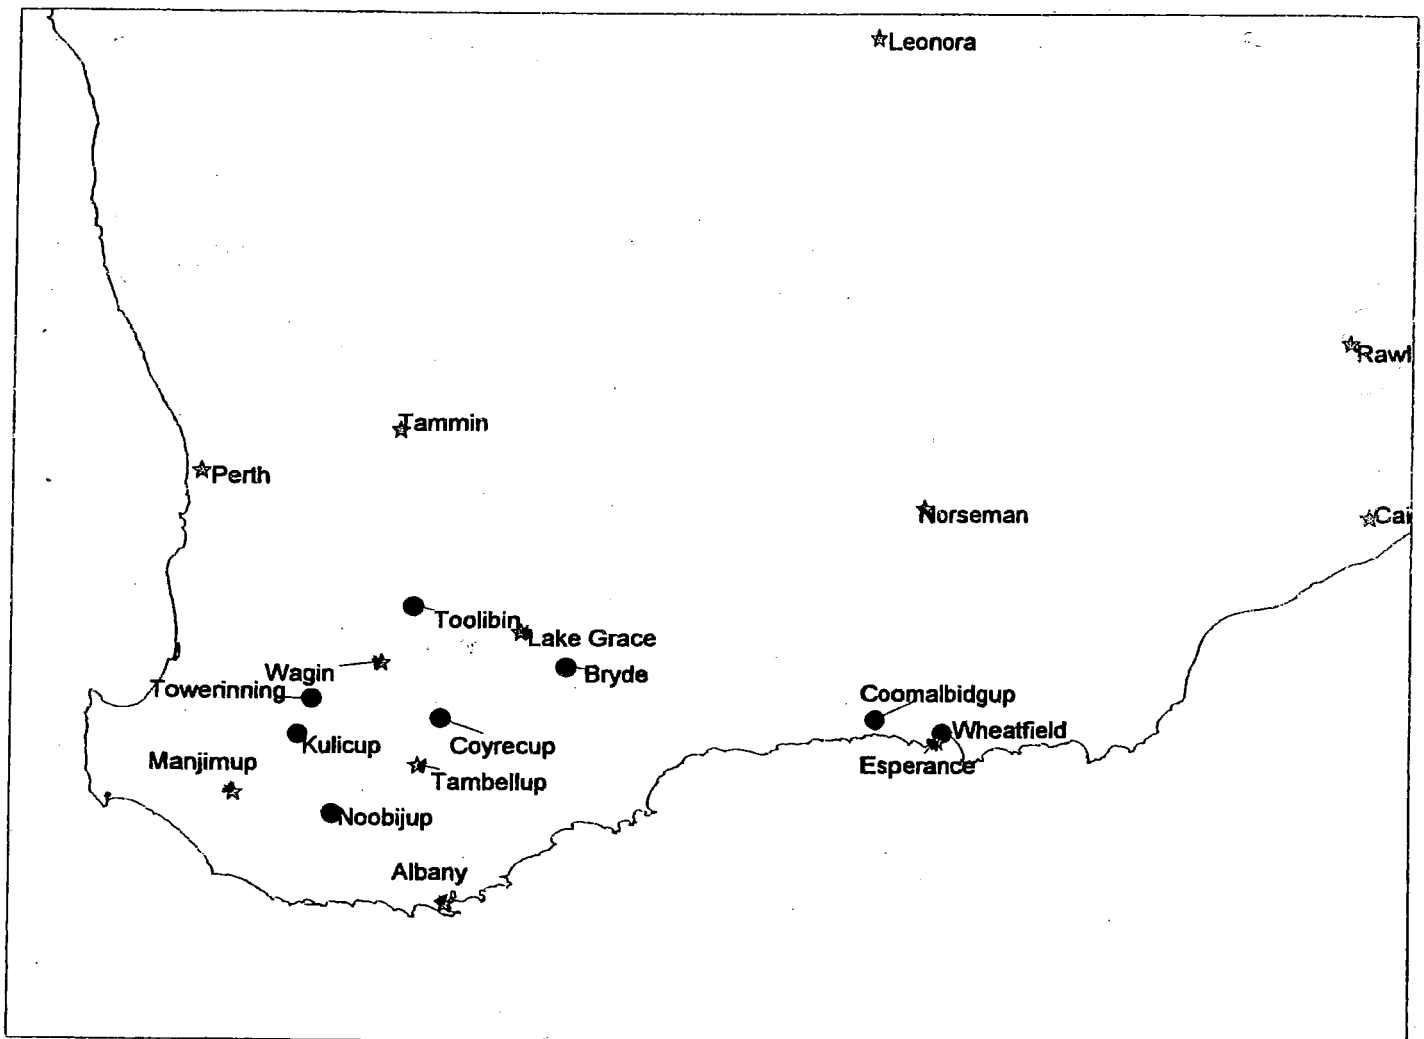 Leonora
Rawl
Tammin
Perth
Norseman
Cai
Toolibin
Lake Grace
Wagin
Bryde
Towerinning
Coomalbidgup
Wheatfield
Kulicup
Coyrecup
Manjimup
Esperance
Tambellup
Noobijup
Albany